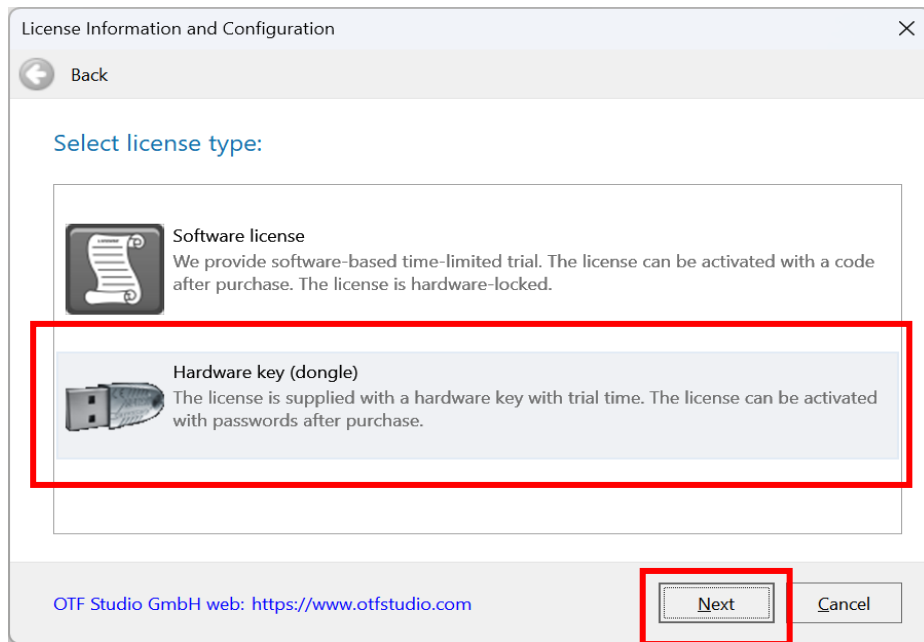 License Information and Configuration
Back
Select license type:
Software license
We provide software-based time-limited trial. The license can be activated with a code
after purchase. The license is hardware-locked.
Hardware key (dongle)
The license is supplied with a hardware key with trial time. The license can be activated
with passwords after purchase.
OTF Studio GmbH web: https://www.otfstudio.com
Next
Cancel